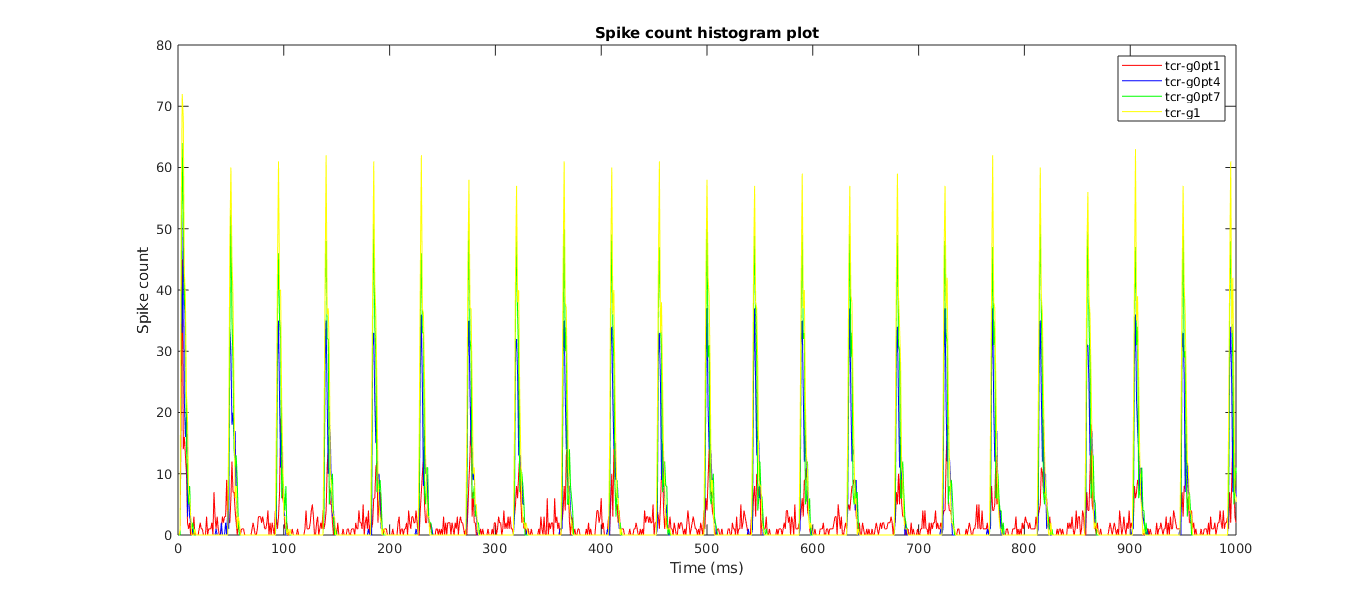 Spike count histogram plot
80
70
60
50
40
30
20
10
0
Spike count
tcr-g0pt1
tcr-g0pt4
tcr-g0pt7
tcr-g1
0 100 200 300 400 500 600 700 800 900 1000
Time (ms)